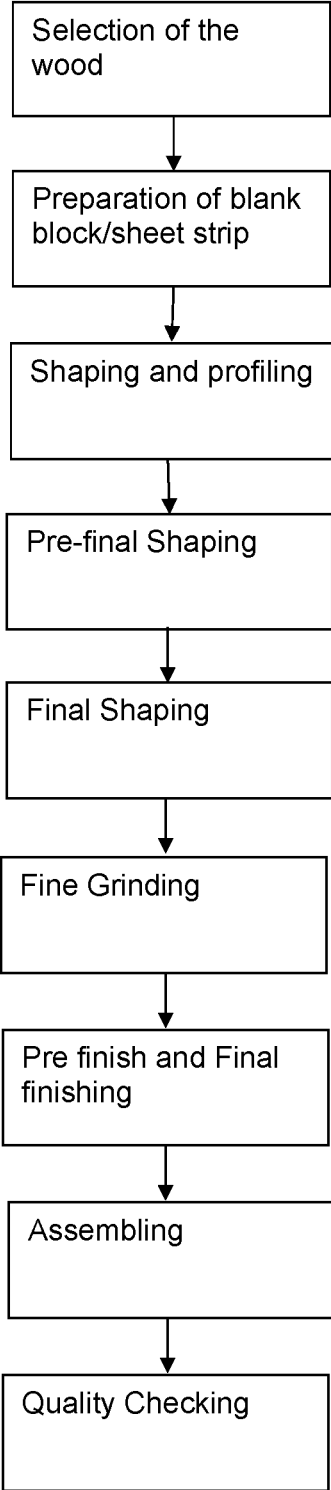 Selection of the
wood
Preparation of blank
block/sheet strip
Shaping and profiling
Pre-final Shaping
Final Shaping
Fine Grinding
Pre finish and Final
finishing
Assembling
Quality Checking